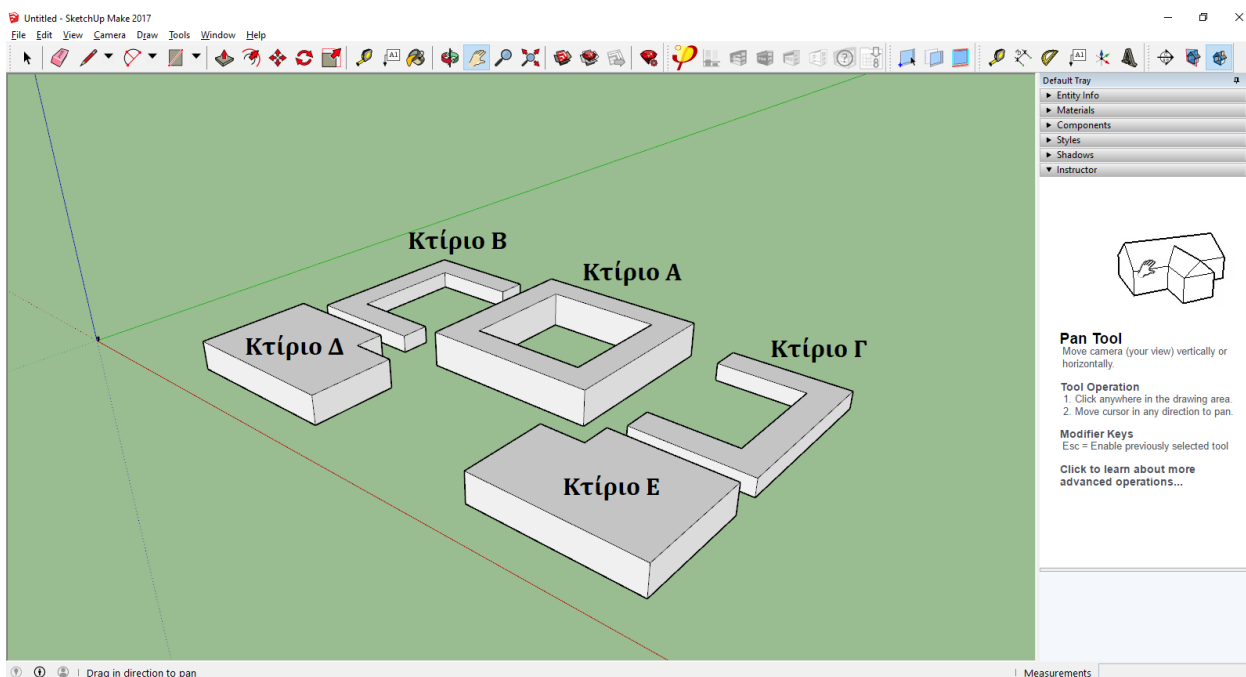 Untitled - SketchUp Make 2017
File Edit View Camera Draw Tools Window Help
A1
A1
8
Default Tray
Entity Info
Materials
Components
Styles
Shadows
Instructor
Κτίριο Β
Κτίριο Α
Κτίριο Δ
Κτίριο Γ
Κτίριο Ε
Pan Tool
Move camera (your view) vertically or
horizontally.
Tool Operation
1. Click anywhere in the drawing area.
2. Move cursor in any direction to pan.
Modifier Keys
Esc = Enable previously selected tool
Click to learn about more
advanced operations...
Drag in direction to pan
Measurements